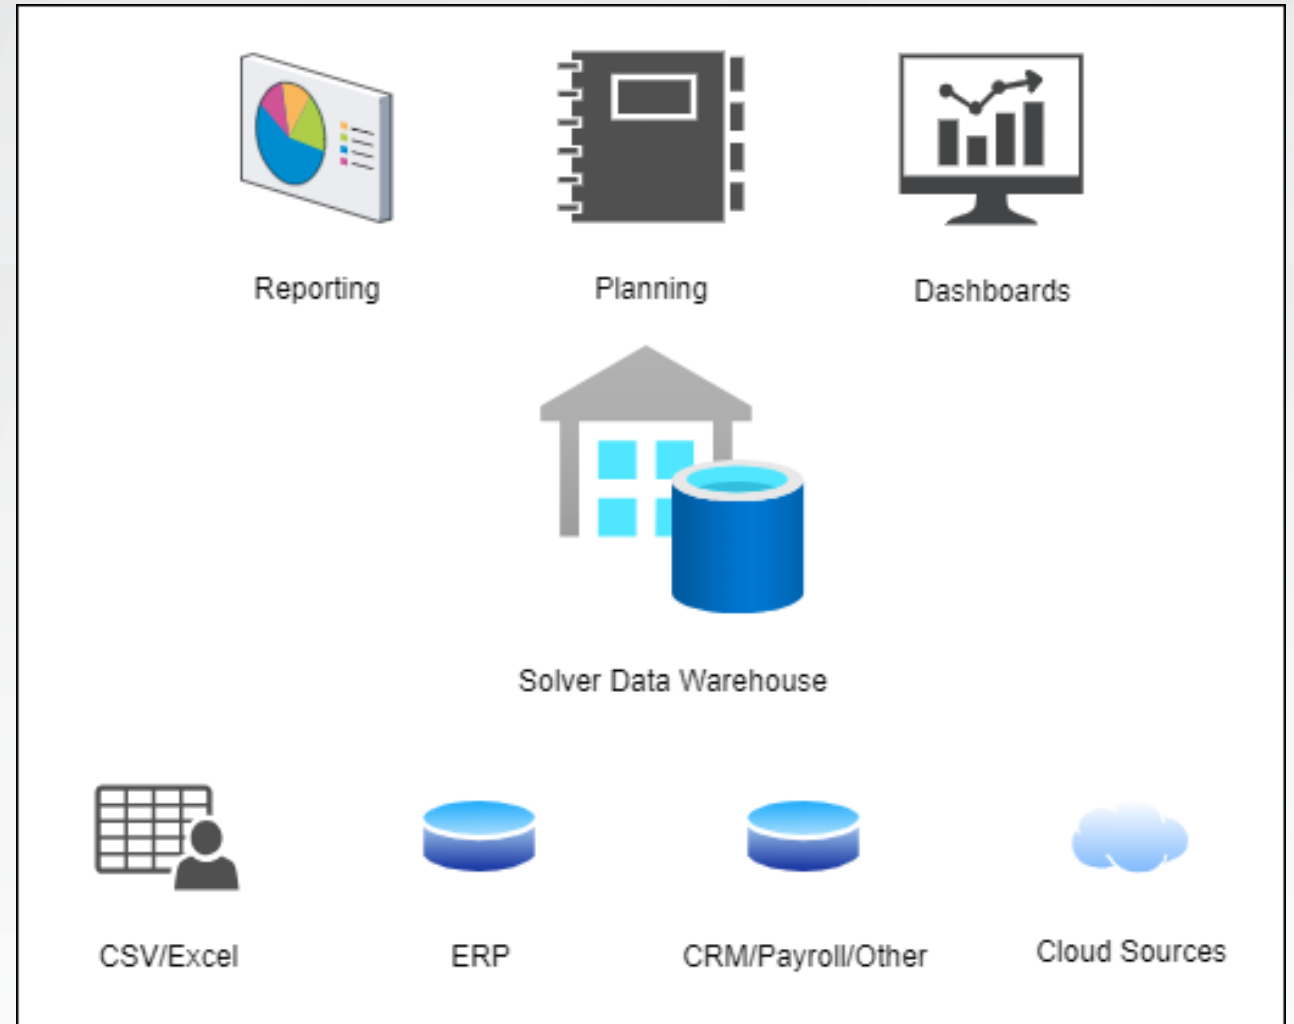 Reporting
Planning
Dashboards
Solver Data Warehouse
CSV/Excel
ERP
CRM/Payroll/Other
Cloud Sources